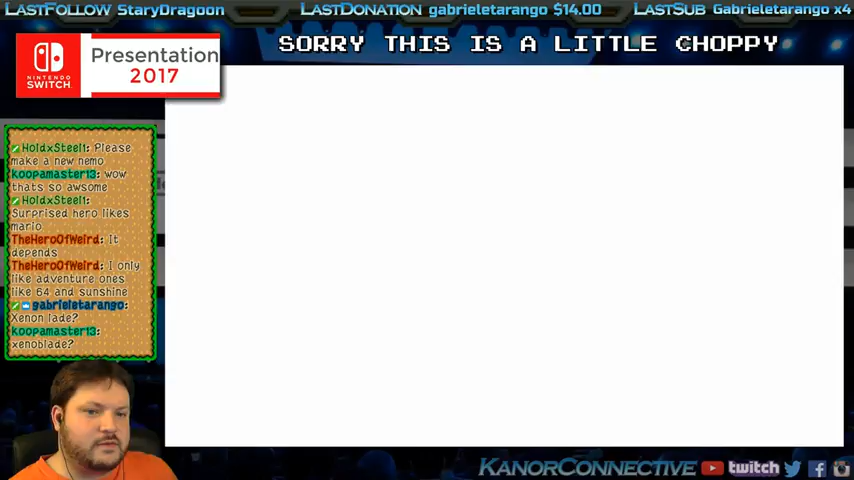 LASTFOLLOW StaryDragoon LASTDONATION gabrieletarango $14.00 LASTSUB Gabrieletarango x4
SORRY THIS IS A LITTLE CHOPPY
NINTENDO
SWITCH
Presentation
2017
HoldxSteel1: Please
make a new nemo
koopamaster13: wow
thats so awsome
HoldxSteel1:
Surprised hero likes
mario
TheHeroOfWeird: It
depends
TheHeroOfWeird: I only
like adventure ones
like 64 and sunshine
gabrieletarango:
Xenon lade?
koopamaster13:
xenoblade?
KANORCONNECTIVE
twitch